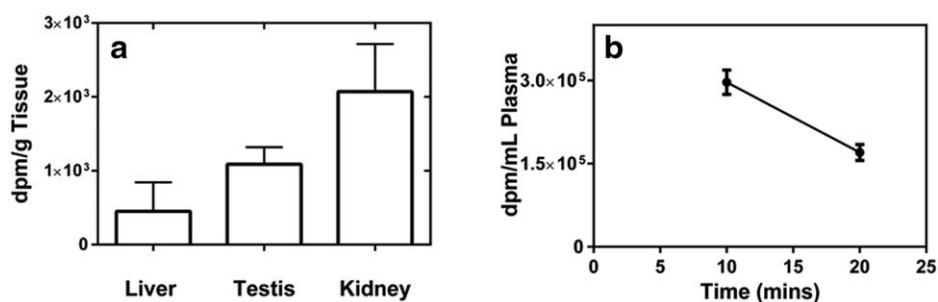 a
dpm/g Tissue
3×10³
2×10³
1×10³
0
Liver Testis Kidney
b
dpm/mL Plasma
3.0×10⁵
1.5×10⁵
0
0 5 10 15 20 25
Time (mins)